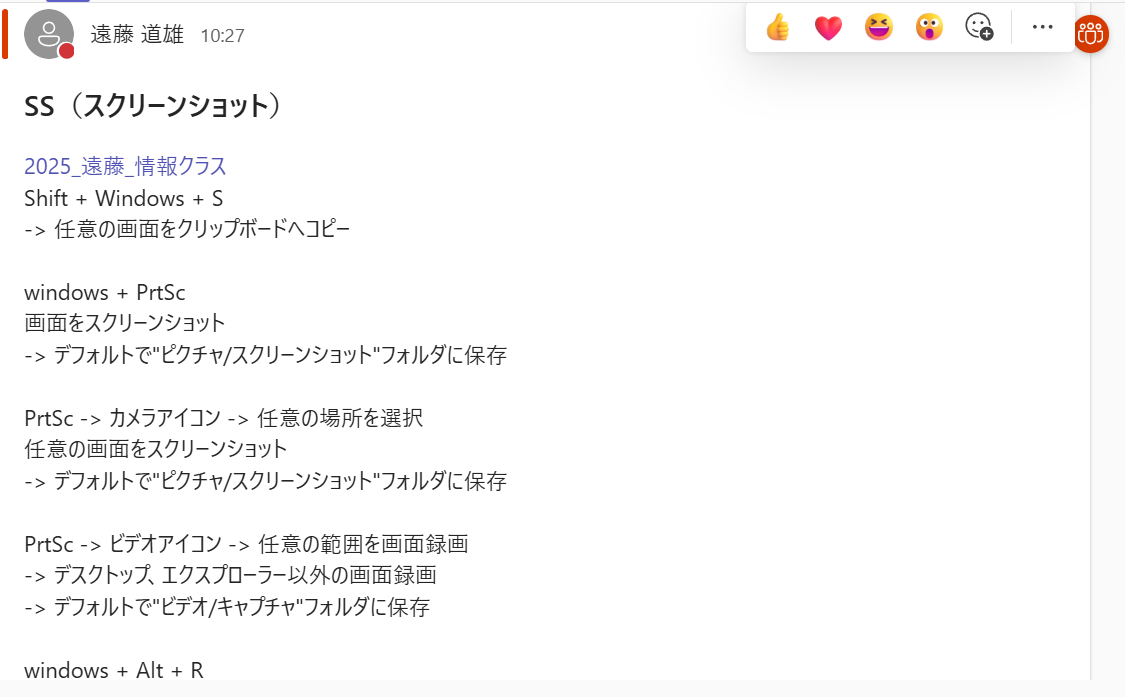 遠藤 道雄 10:27
SS（スクリーンショット）
2025_遠藤_情報クラス
Shift + Windows + S
-> 任意の画面をクリップボードへコピー
windows + PrtSc
画面をスクリーンショット
-> デフォルトで"ピクチャ/スクリーンショット"フォルダに保存
PrtSc -> カメラアイコン -> 任意の場所を選択
任意の画面をスクリーンショット
-> デフォルトで"ピクチャ/スクリーンショット"フォルダに保存
PrtSc -> ビデオアイコン -> 任意の範囲を画面録画
-> デスクトップ、エクスプローラー以外の画面録画
-> デフォルトで"ビデオ/キャプチャ"フォルダに保存
windows + Alt + R